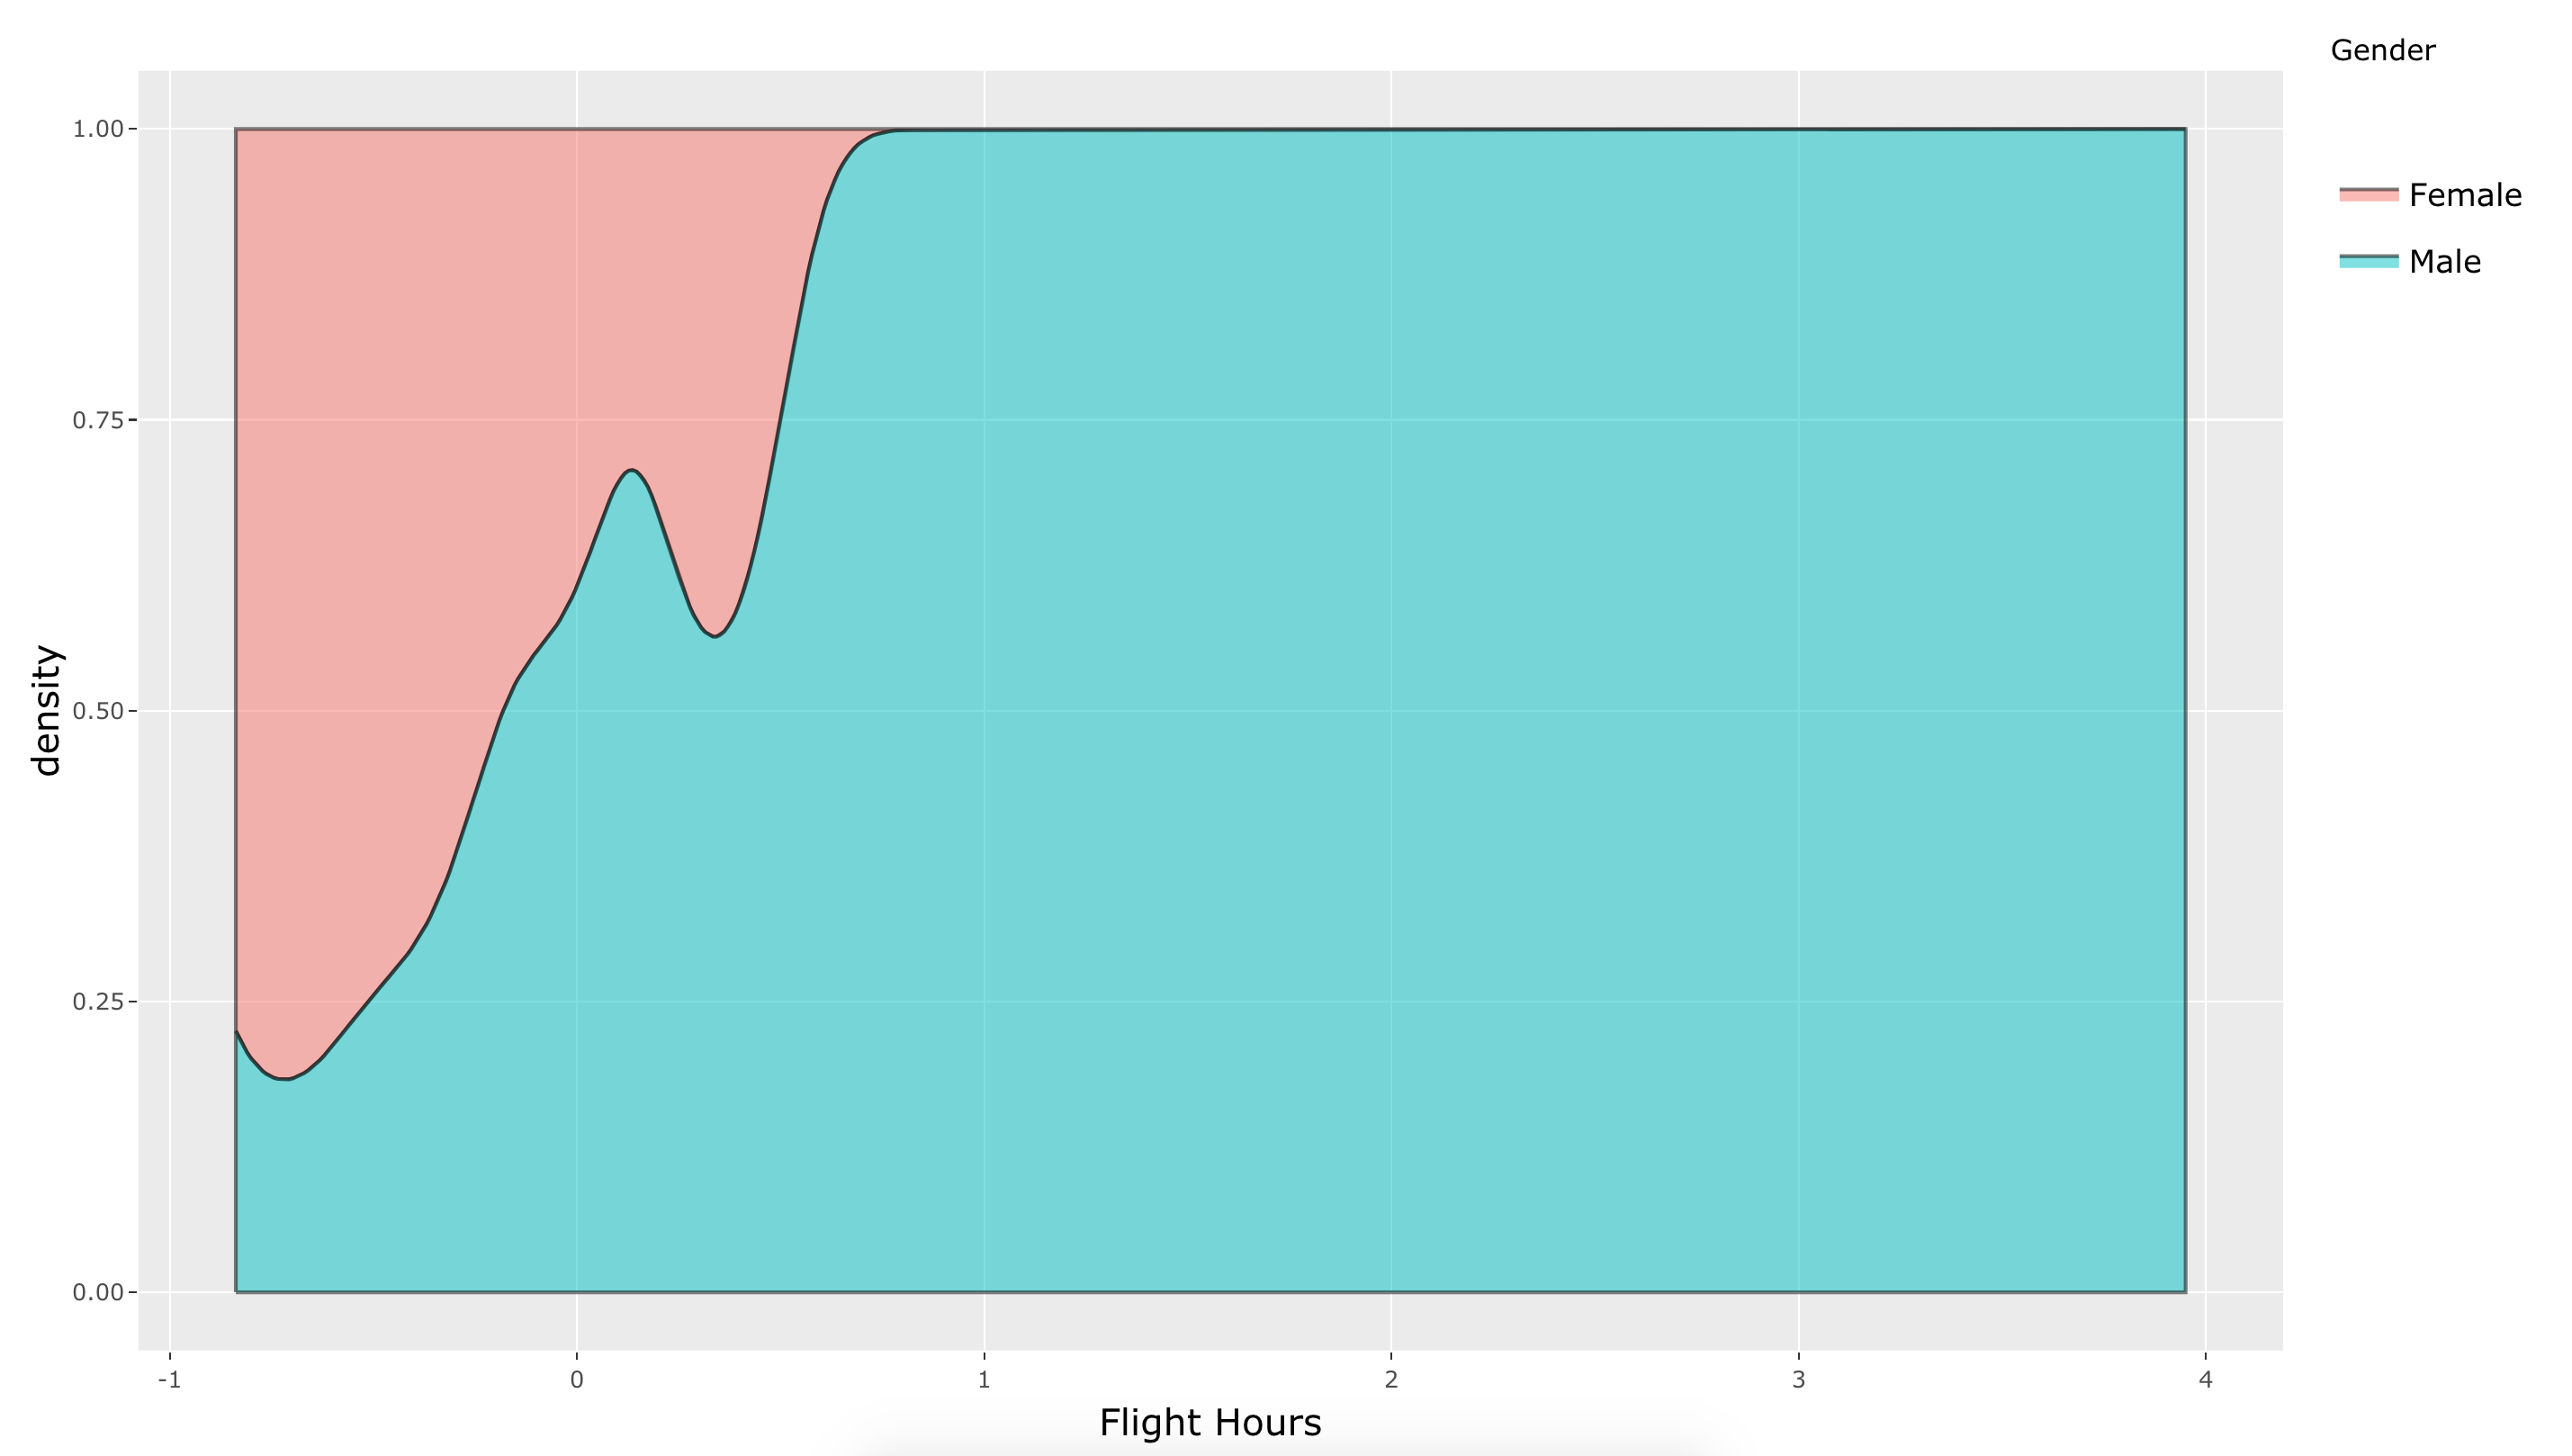 Gender
Female
Male
1.00
0.75
0.50
0.25
0.00
density
-1 0 1 2 3 4
Flight Hours